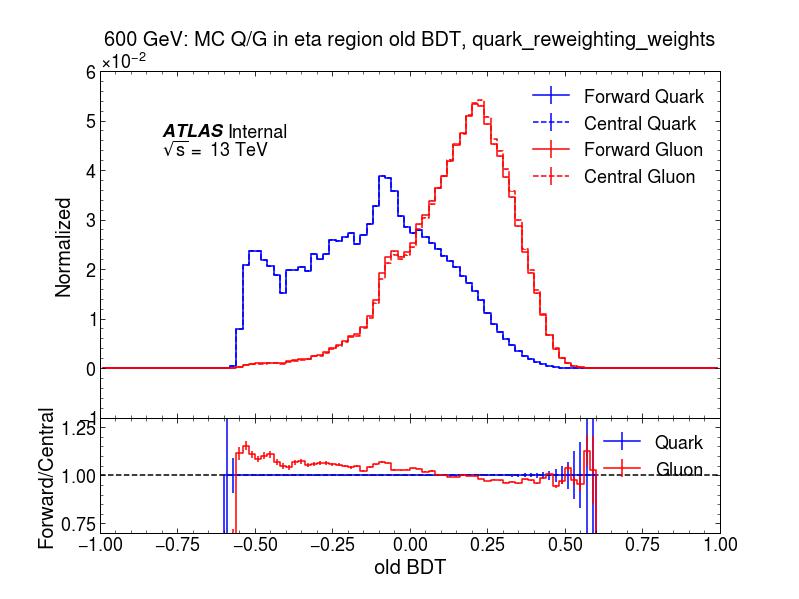 600 GeV: MC Q/G in eta region old BDT, quark_reweighting_weights
×10⁻²
6
5
4
3
2
1
0
−1
Normalized
ATLAS Internal
√s = 13 TeV
Forward Quark
Central Quark
Forward Gluon
Central Gluon
1.25
1.00
0.75
Forward/Central
Quark
Gluon
−1.00 −0.75 −0.50 −0.25 0.00 0.25 0.50 0.75 1.00
old BDT